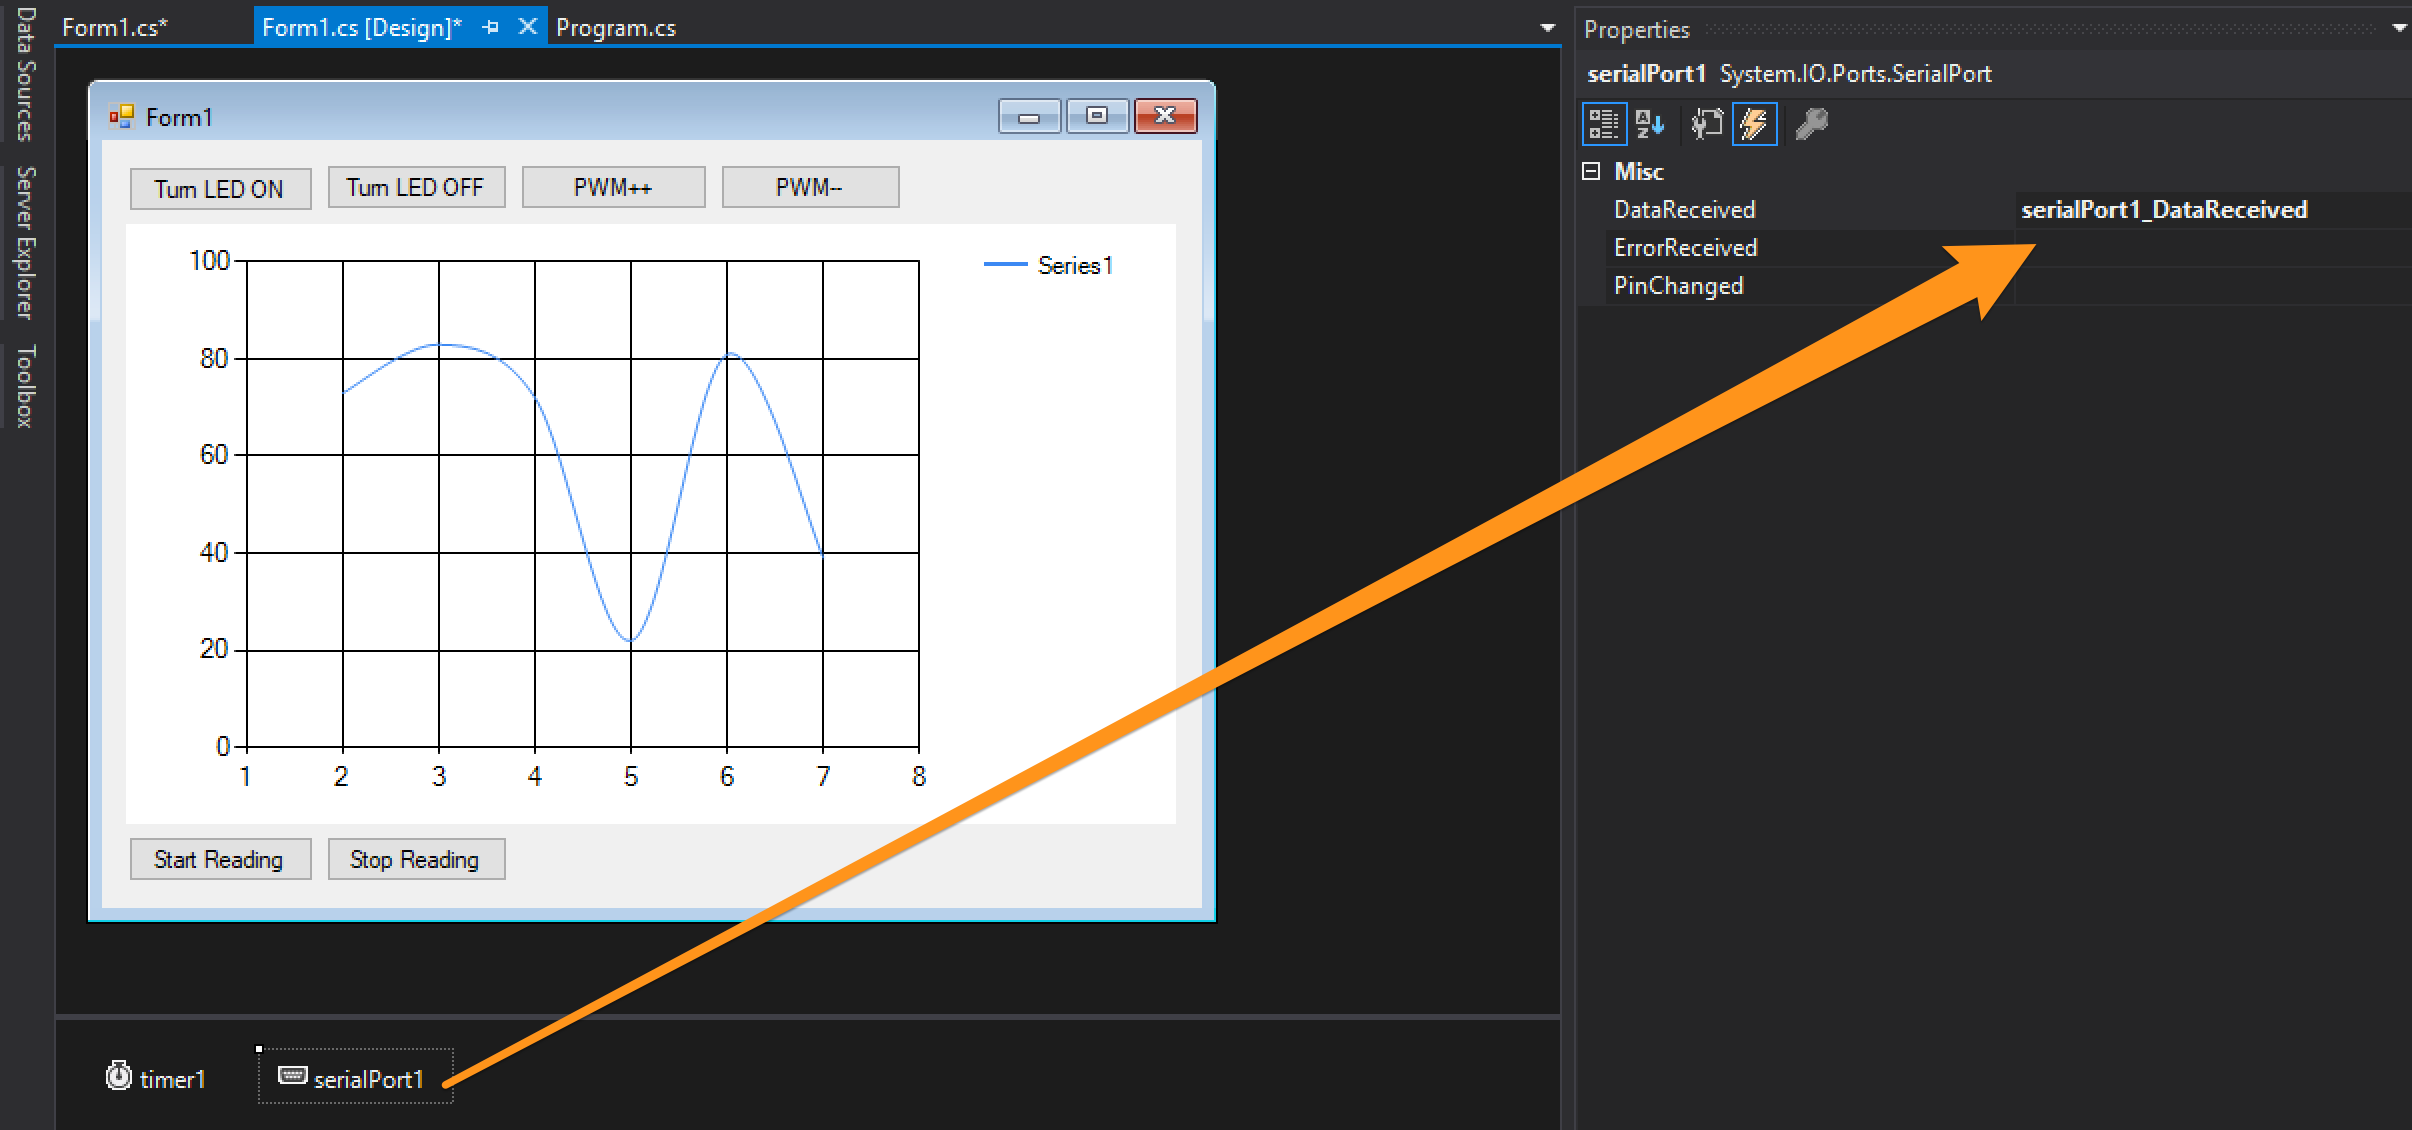 Data Sources
Server Explorer
Toolbox
Form1.cs*
Form1.cs [Design]*
Program.cs
Form1
Turn LED ON
Turn LED OFF
PWM++
PWM--
100
80
60
40
20
0
1 2 3 4 5 6 7 8
Series1
Start Reading
Stop Reading
timer1
serialPort1
Properties
serialPort1 System.IO.Ports.SerialPort
Misc
DataReceived serialPort1_DataReceived
ErrorReceived
PinChanged